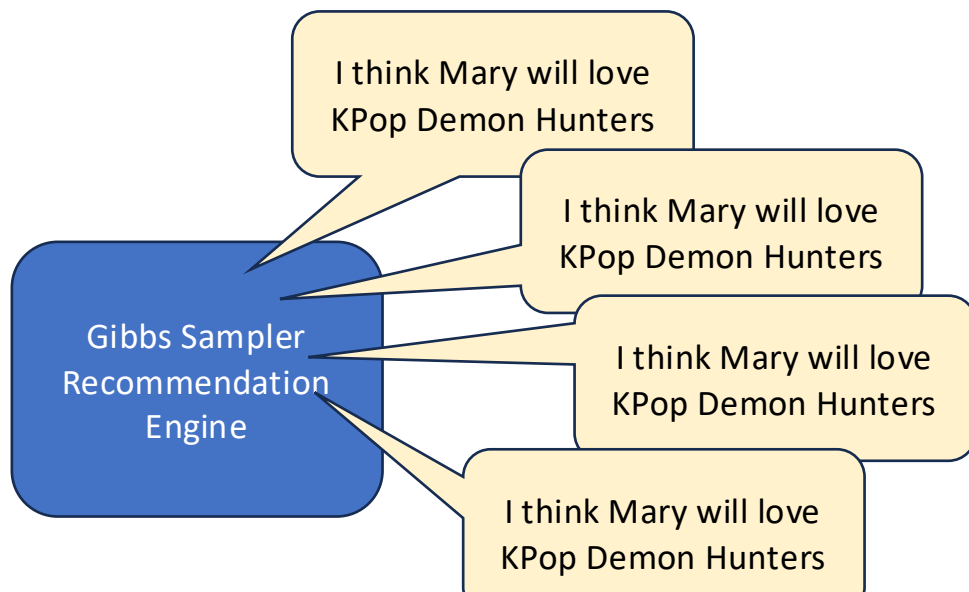 I think Mary will love
KPop Demon Hunters
I think Mary will love
KPop Demon Hunters
Gibbs Sampler
Recommendation
Engine
I think Mary will love
KPop Demon Hunters
I think Mary will love
KPop Demon Hunters